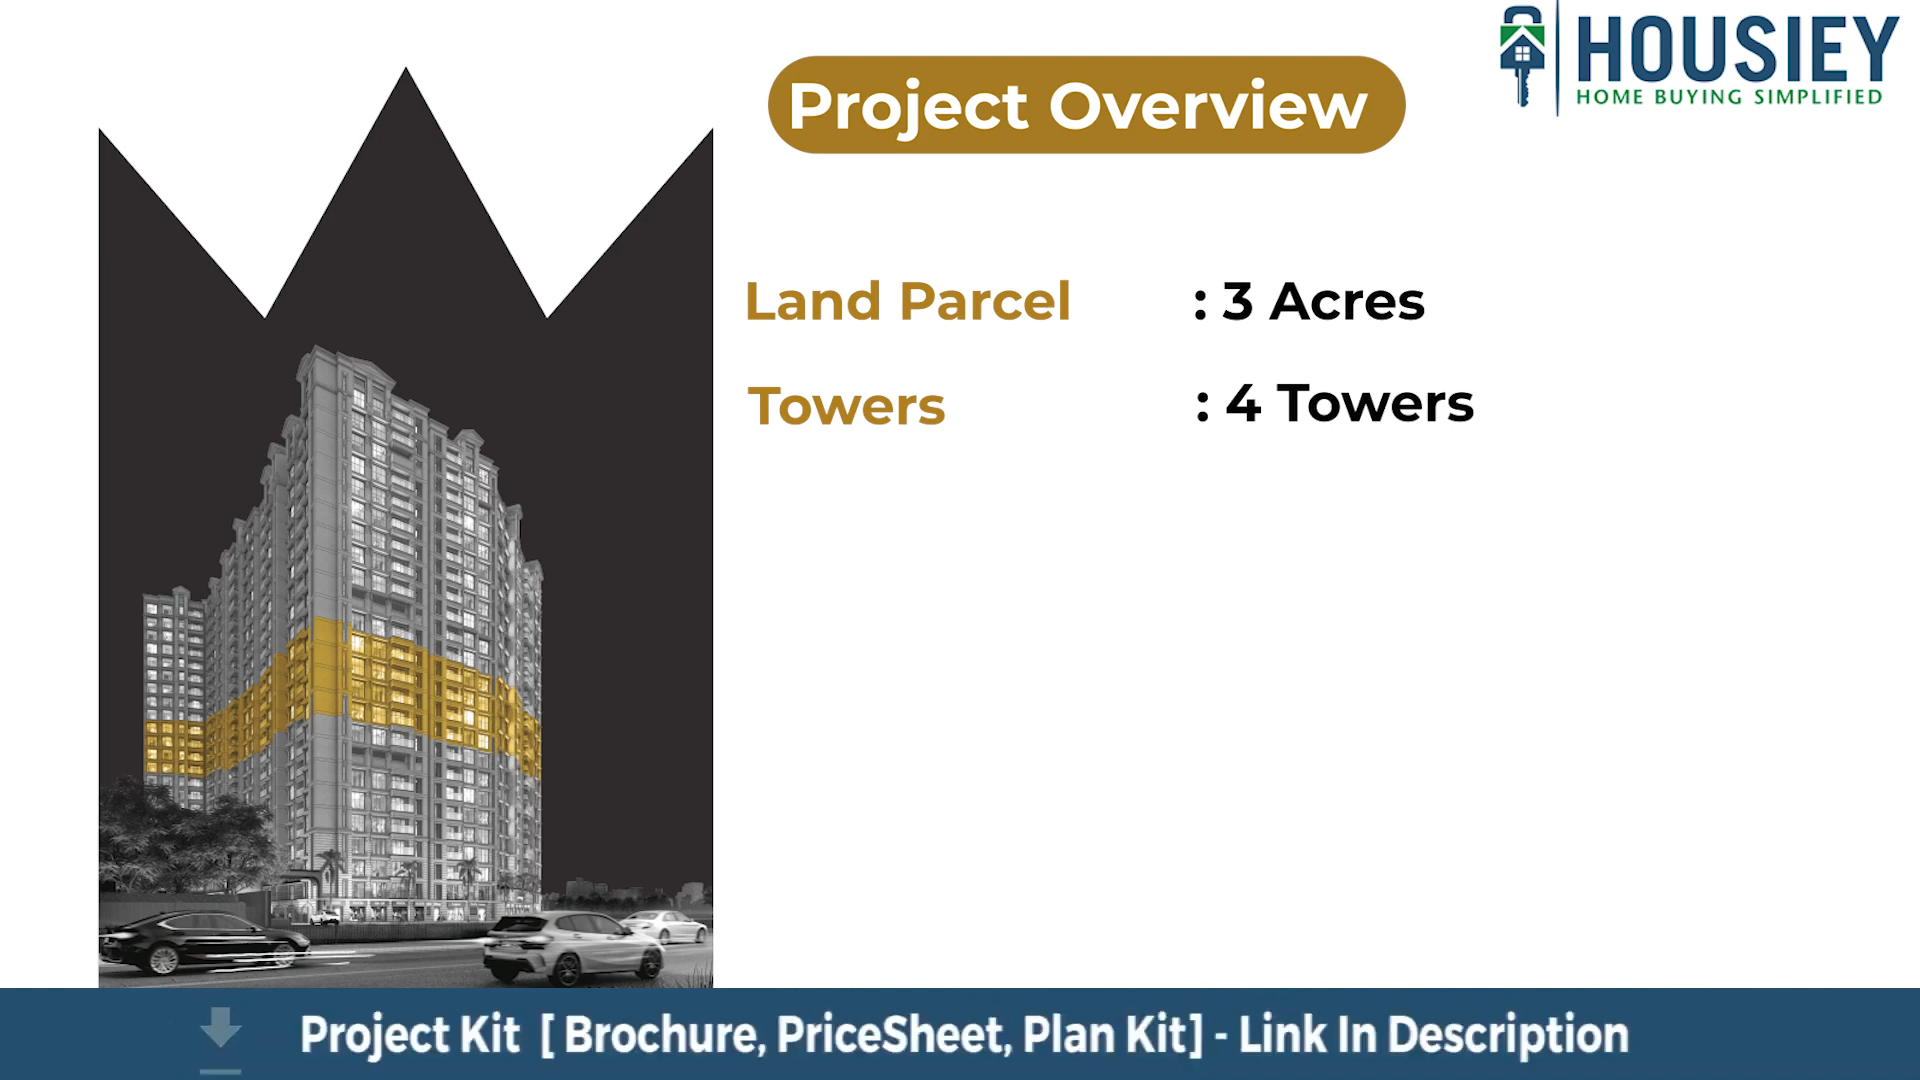 HOUSIEY
HOME BUYING SIMPLIFIED
Project Overview
Land Parcel : 3 Acres
Towers : 4 Towers
Project Kit [ Brochure, PriceSheet, Plan Kit] - Link In Description